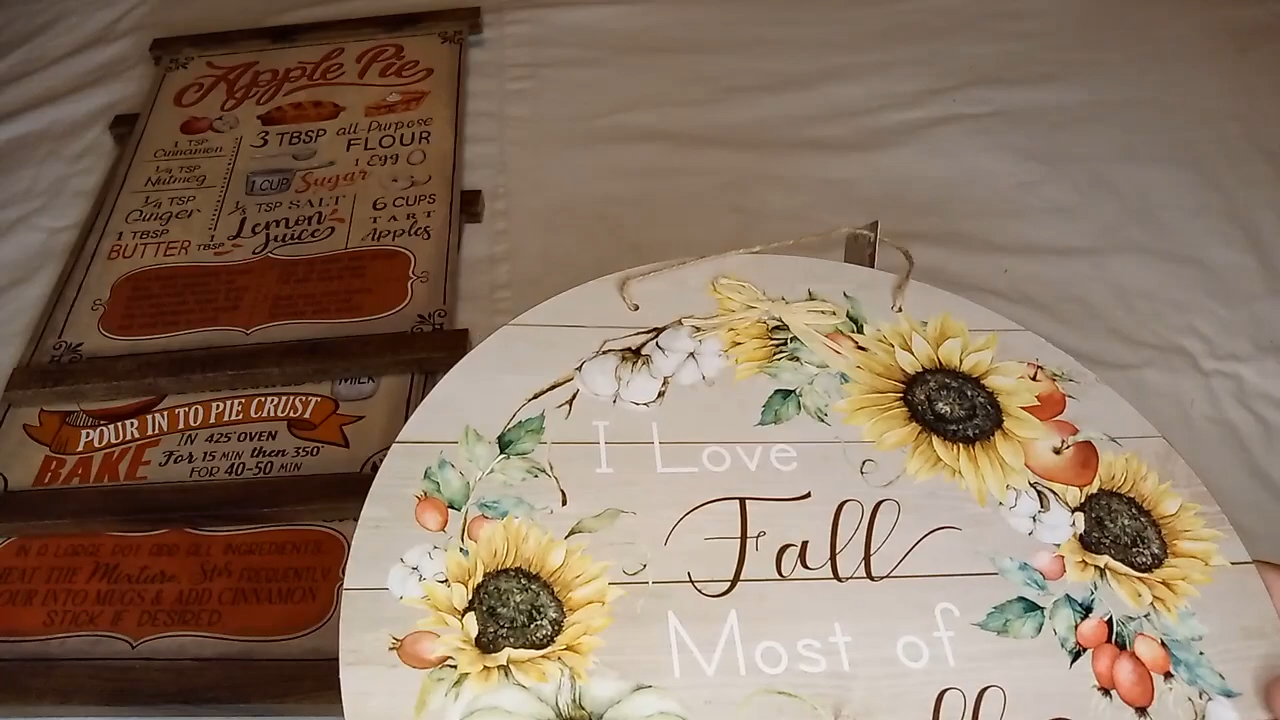 Apple Pie
1 TSP
Cinnamon
1/4 TSP
Nutmeg
1/4 TSP
Ginger
1 TBSP
BUTTER
3 TBSP all-Purpose
FLOUR
1 Egg
1 CUP Sugar
1/8 TSP SALT
1 TBSP Lemon
Juice
6 CUPS
TART
Apples
MILK
POUR IN TO PIE CRUST
BAKE
IN 425° OVEN
For 15 MIN then 350°
FOR 40-50 MIN
IN A LARGE POT ADD ALL INGREDIENTS.
HEAT THE Mixture, Stir FREQUENTLY
POUR INTO MUGS & ADD CINNAMON
STICK IF DESIRED
I Love
Fall
Most of